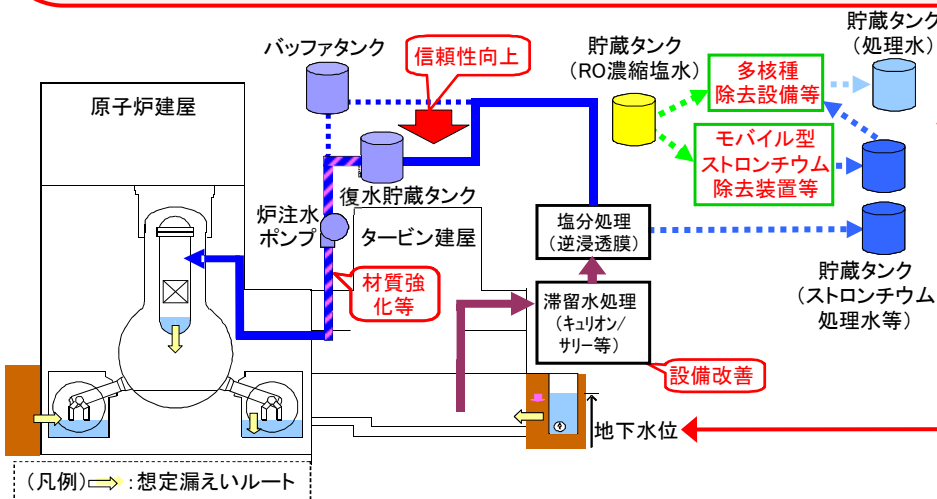 バッファタンク
信頼性向上
貯蔵タンク
(RO濃縮塩水)
多核種
除去設備等
貯蔵タンク
(処理水)
原子炉建屋
モバイル型
ストロンチウム
除去装置等
復水貯蔵タンク
炉注水
ポンプ
タービン建屋
塩分処理
(逆浸透膜)
材質強
化等
滞留水処理
(キュリオン/
サリー等)
貯蔵タンク
(ストロンチウム
処理水等)
設備改善
地下水位
(凡例) :想定漏えいルート